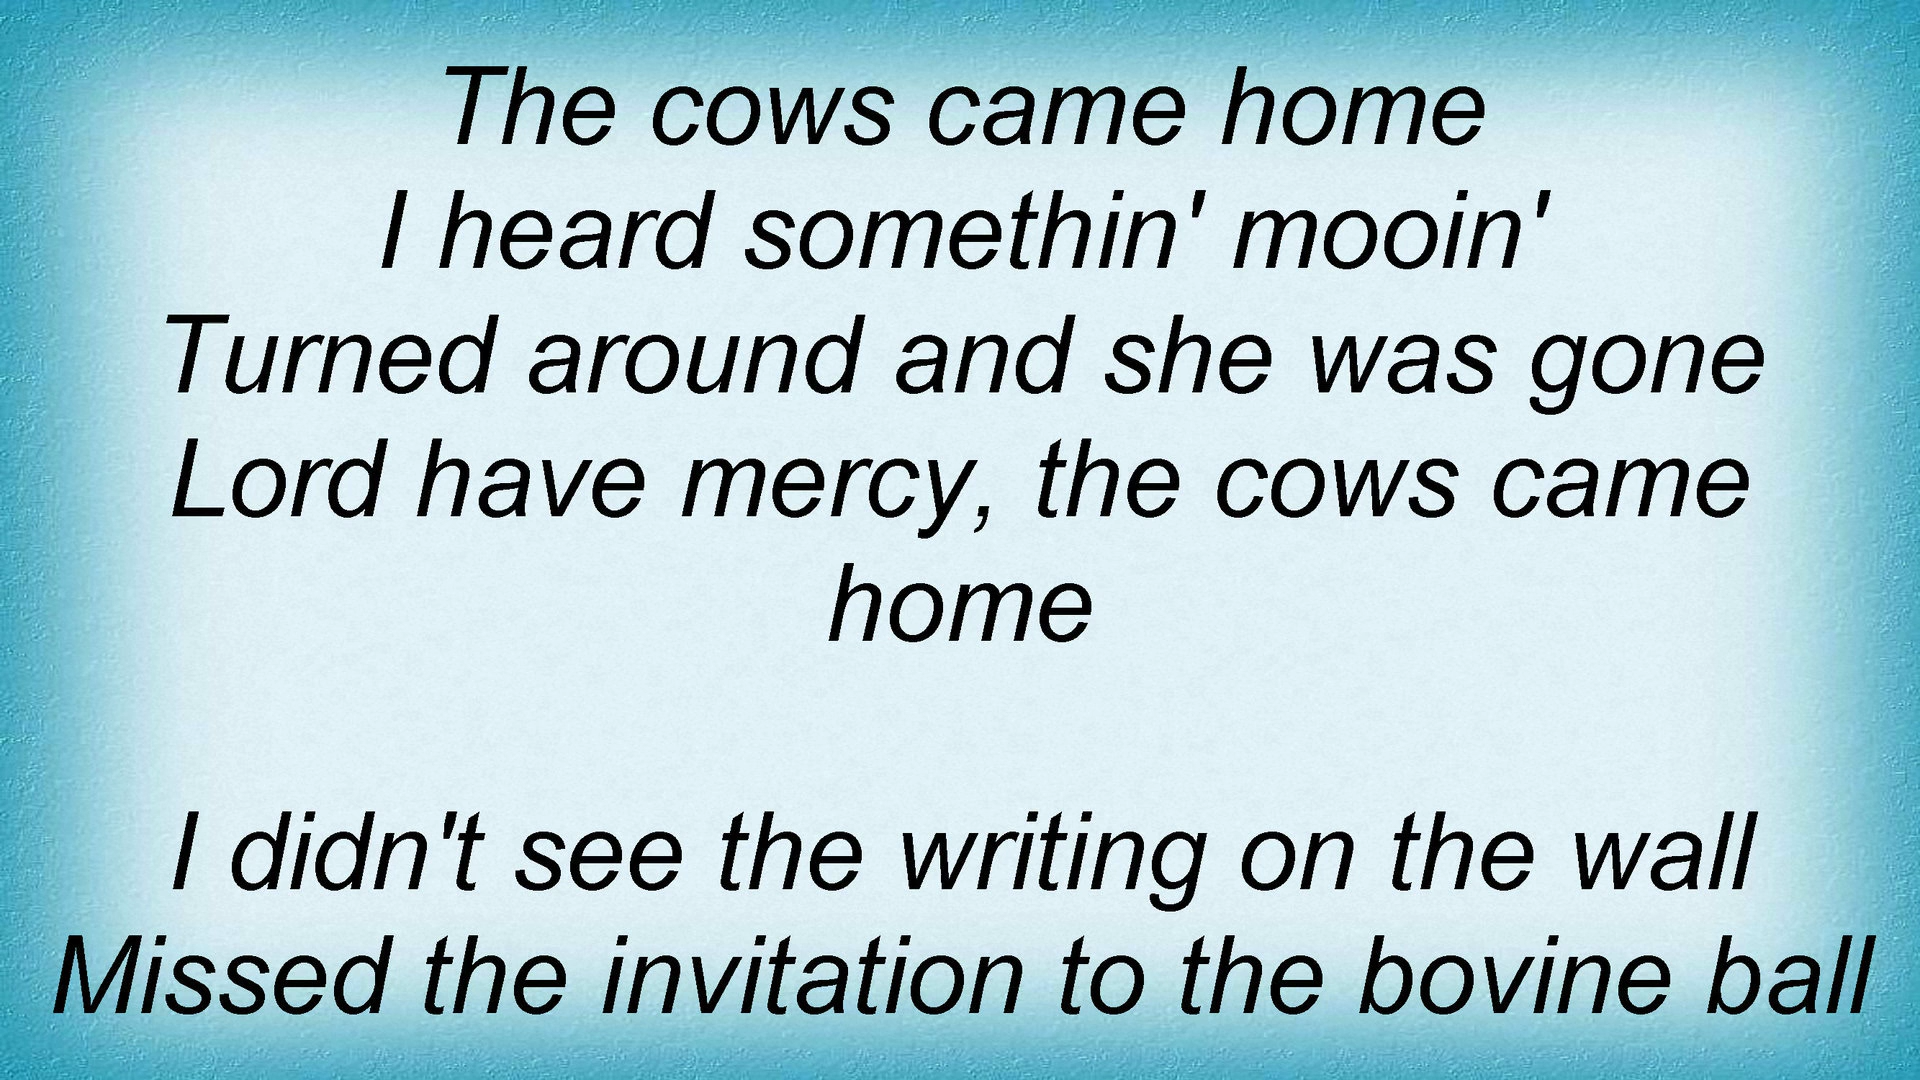 The cows came home
I heard somethin' mooin'
Turned around and she was gone
Lord have mercy, the cows came
home
I didn't see the writing on the wall
Missed the invitation to the bovine ball